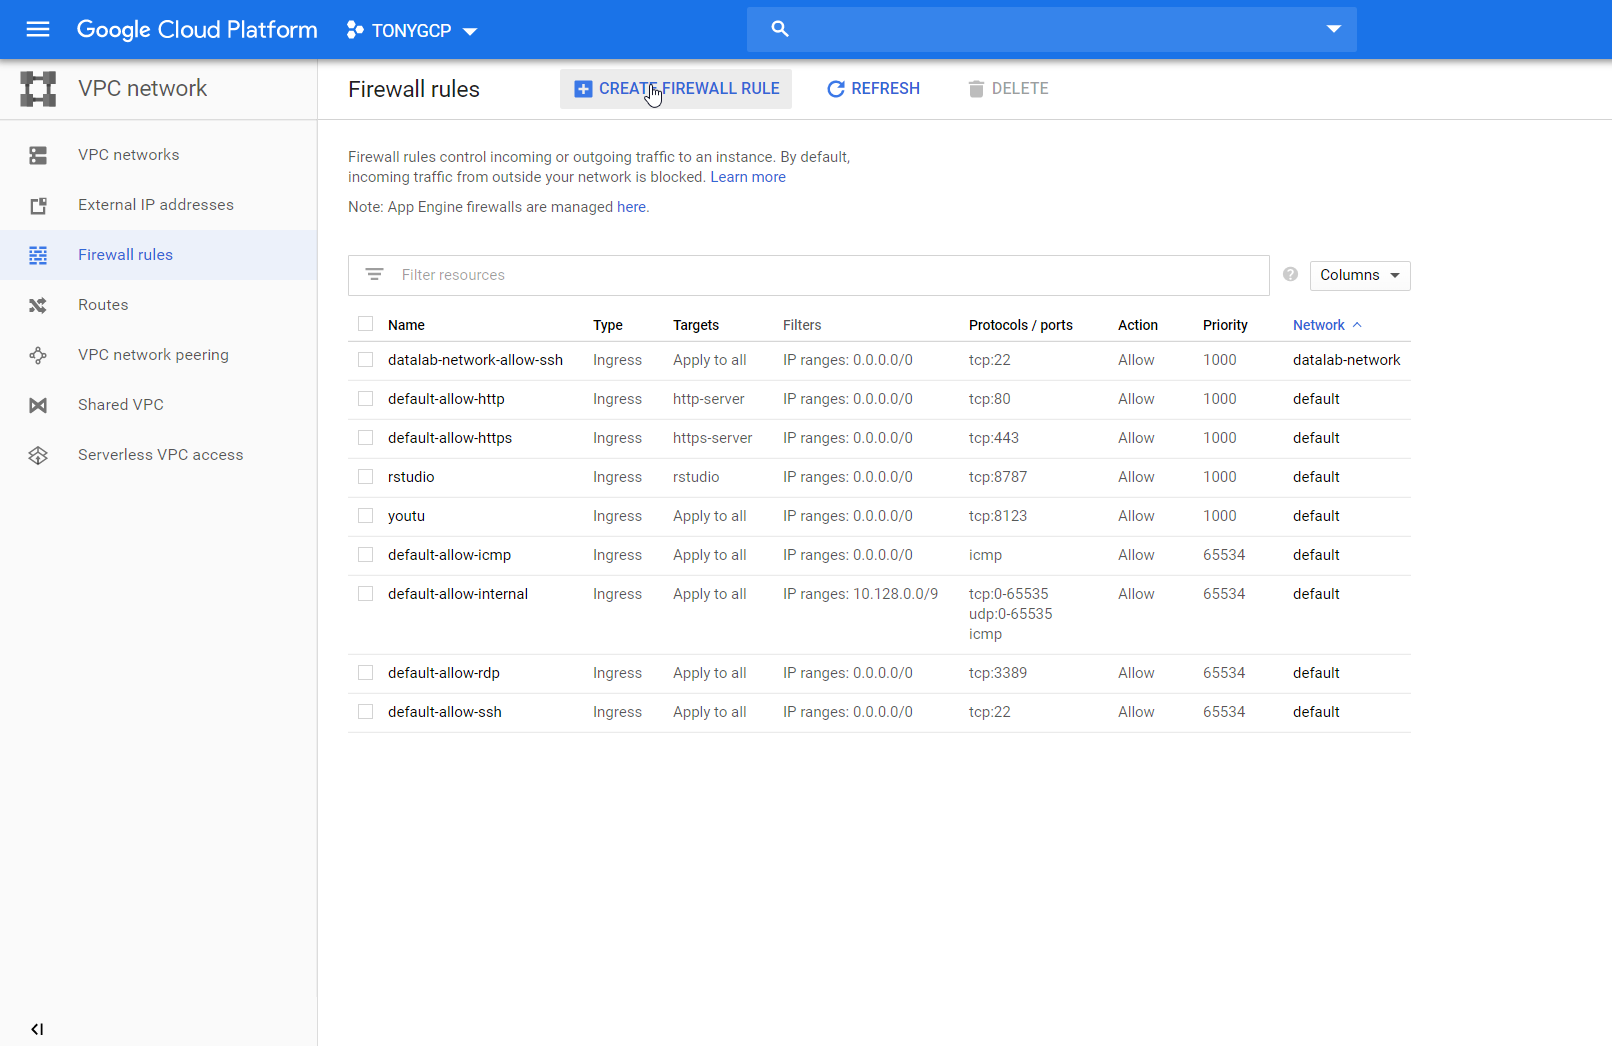 Google Cloud Platform TONYGCP
VPC network
Firewall rules CREATE FIREWALL RULE REFRESH DELETE
VPC networks
External IP addresses
Firewall rules
Routes
VPC network peering
Shared VPC
Serverless VPC access
Firewall rules control incoming or outgoing traffic to an instance. By default,
incoming traffic from outside your network is blocked. Learn more
Note: App Engine firewalls are managed here.
Filter resources ? Columns
Name Type Targets Filters Protocols / ports Action Priority Network
datalab-network-allow-ssh Ingress Apply to all IP ranges: 0.0.0.0/0 tcp:22 Allow 1000 datalab-network
default-allow-http Ingress http-server IP ranges: 0.0.0.0/0 tcp:80 Allow 1000 default
default-allow-https Ingress https-server IP ranges: 0.0.0.0/0 tcp:443 Allow 1000 default
rstudio Ingress rstudio IP ranges: 0.0.0.0/0 tcp:8787 Allow 1000 default
youtu Ingress Apply to all IP ranges: 0.0.0.0/0 tcp:8123 Allow 1000 default
default-allow-icmp Ingress Apply to all IP ranges: 0.0.0.0/0 icmp Allow 65534 default
default-allow-internal Ingress Apply to all IP ranges: 10.128.0.0/9 tcp:0-65535 Allow 65534 default
udp:0-65535
icmp
default-allow-rdp Ingress Apply to all IP ranges: 0.0.0.0/0 tcp:3389 Allow 65534 default
default-allow-ssh Ingress Apply to all IP ranges: 0.0.0.0/0 tcp:22 Allow 65534 default